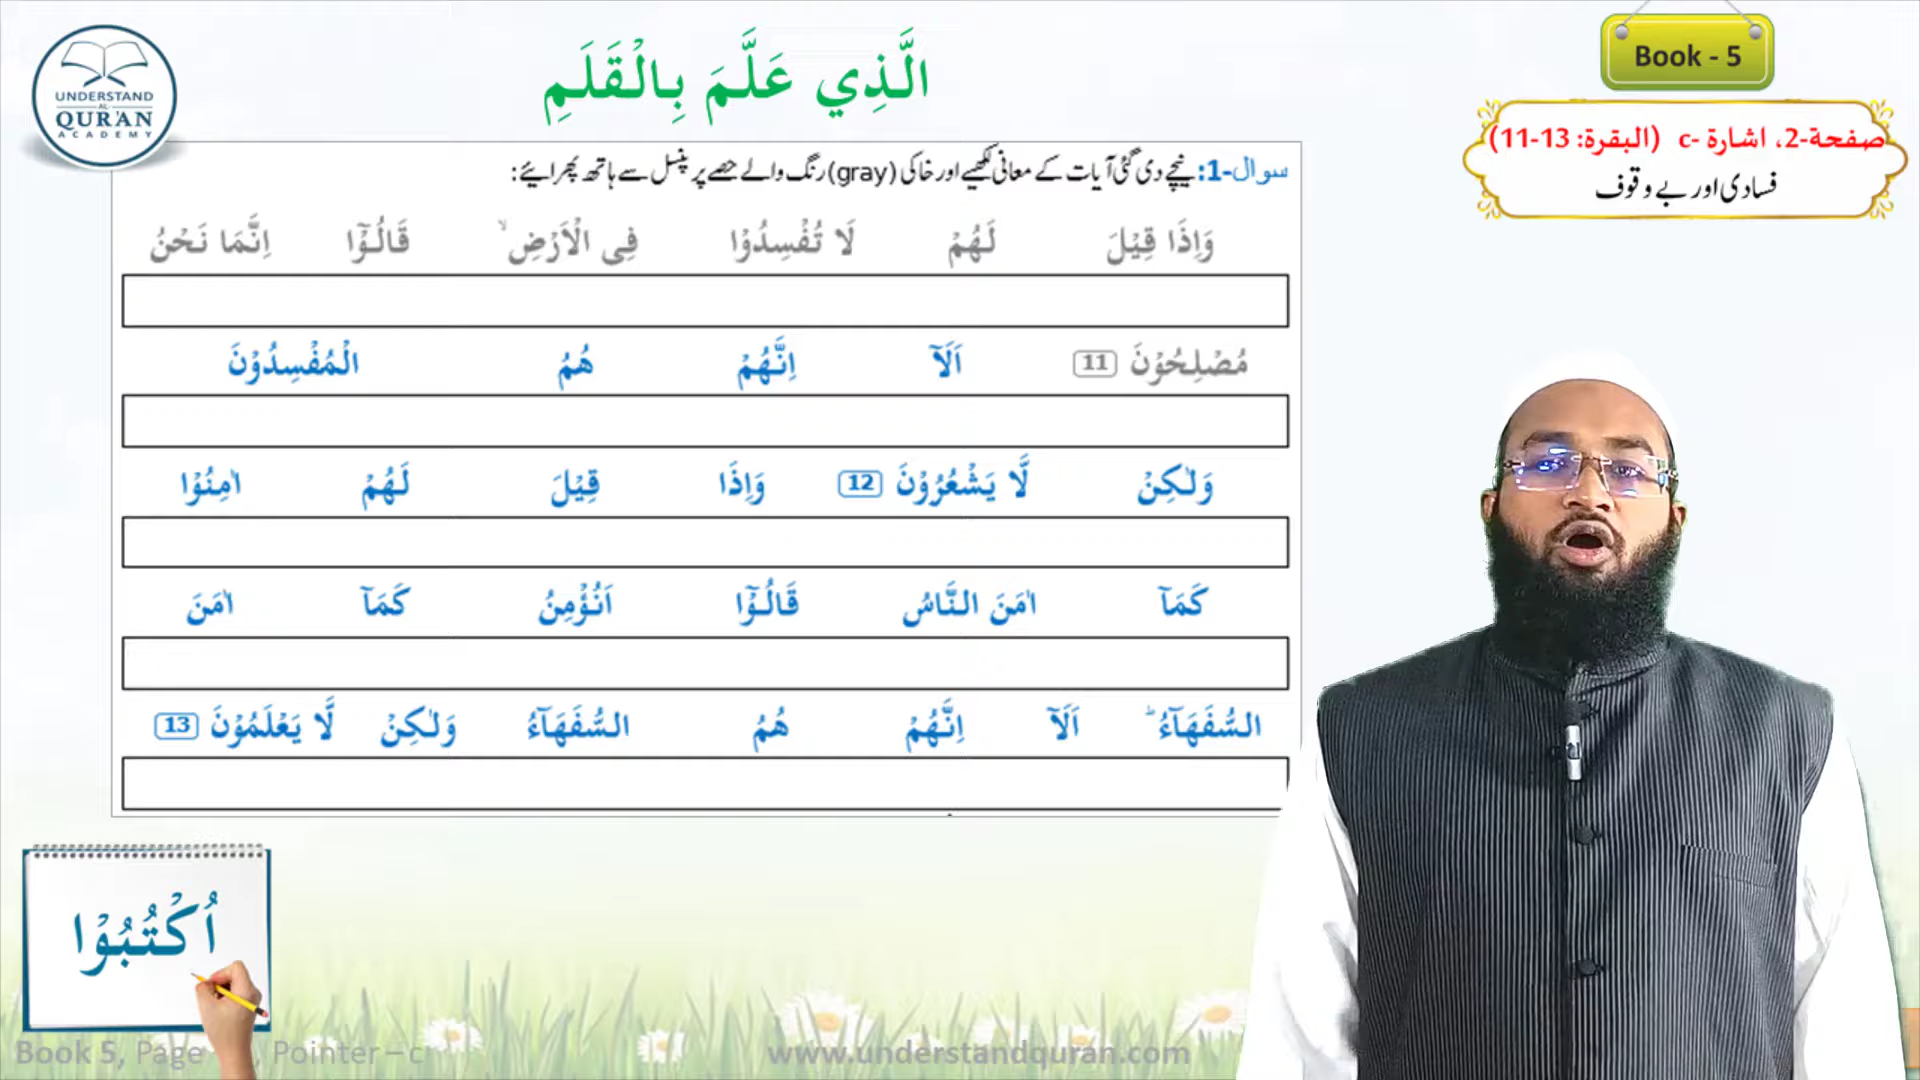 UNDERSTAND
AL-
QURAN
ACADEMY
الَّذِي عَلَّمَ بِالْقَلَمِ
Book - 5
صفحة-2، اشارة -c (البقرة: 13-11)
فسادی اور بے وقوف
سوال-1: نیچے دی گئی آیات کے معانی لکھیے اور خاکی (gray) رنگ والے حصے پر پنسل سے ہاتھ پھرایئے:
وَاِذَا قِيْلَ لَهُمْ لَا تُفْسِدُوْا فِى الْاَرْضِ ۙ قَالُوْٓا اِنَّمَا نَحْنُ
مُصْلِحُوْنَ 11 اَلَآ اِنَّهُمْ هُمُ الْمُفْسِدُوْنَ
وَلٰكِنْ لَّا يَشْعُرُوْنَ 12 وَاِذَا قِيْلَ لَهُمْ اٰمِنُوْا
كَمَآ اٰمَنَ النَّاسُ قَالُوْٓا اَنُؤْمِنُ كَمَآ اٰمَنَ
السُّفَهَآءُ ؕ اَلَآ اِنَّهُمْ هُمُ السُّفَهَآءُ وَلٰكِنْ لَّا يَعْلَمُوْنَ 13
اُكْتُبُوْا
Book 5, Page Pointer – c
www.understandquran.com